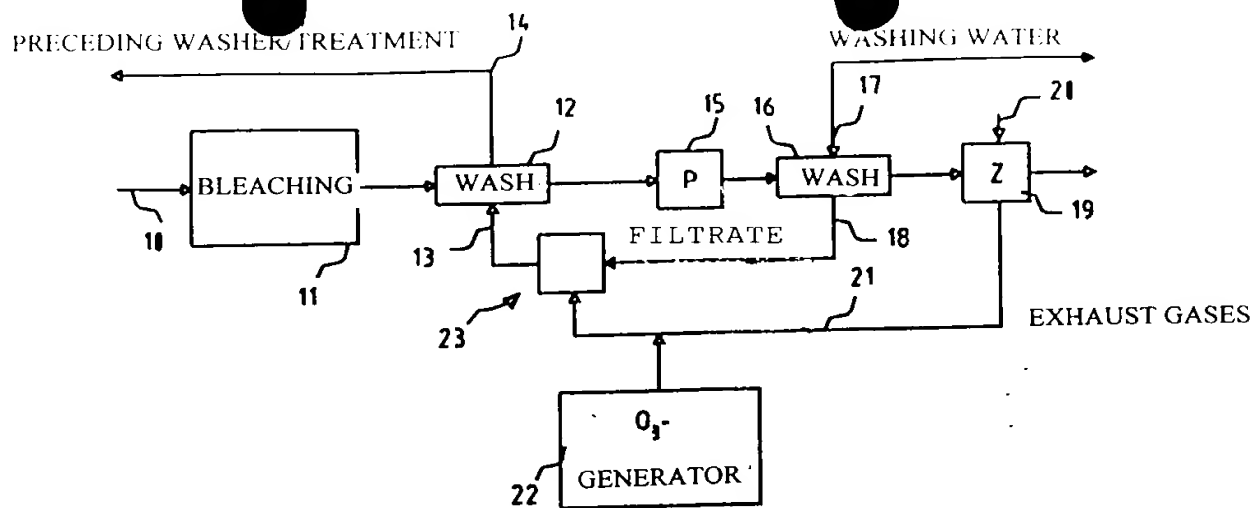 PRECEDING WASHER/TREATMENT
14
WASHING WATER
12
15
16
17
20
BLEACHING
WASH
P
WASH
Z
10
13
FILTRATE
18
19
11
23
21
EXHAUST GASES
O3-
GENERATOR
22